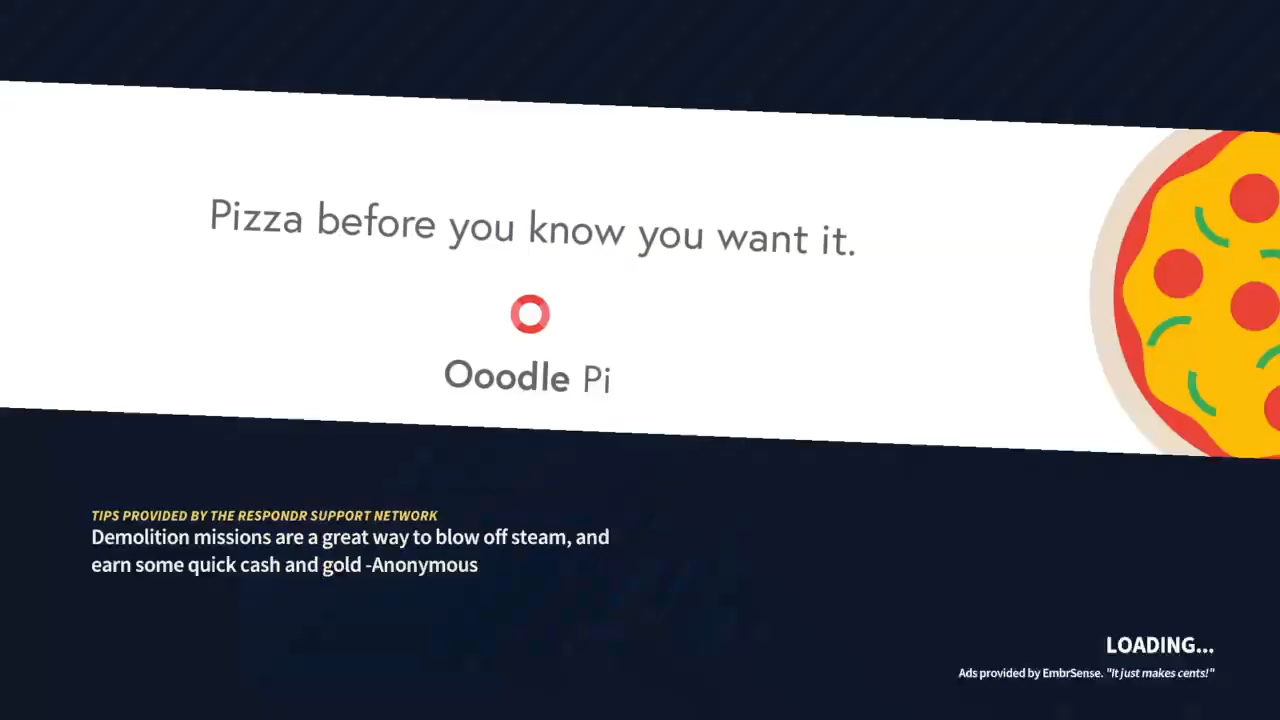 Pizza before you know you want it.
Ooodle Pi
TIPS PROVIDED BY THE RESPONDR SUPPORT NETWORK
Demolition missions are a great way to blow off steam, and
earn some quick cash and gold -Anonymous
LOADING...
Ads provided by EmbrSense. "It just makes cents!"